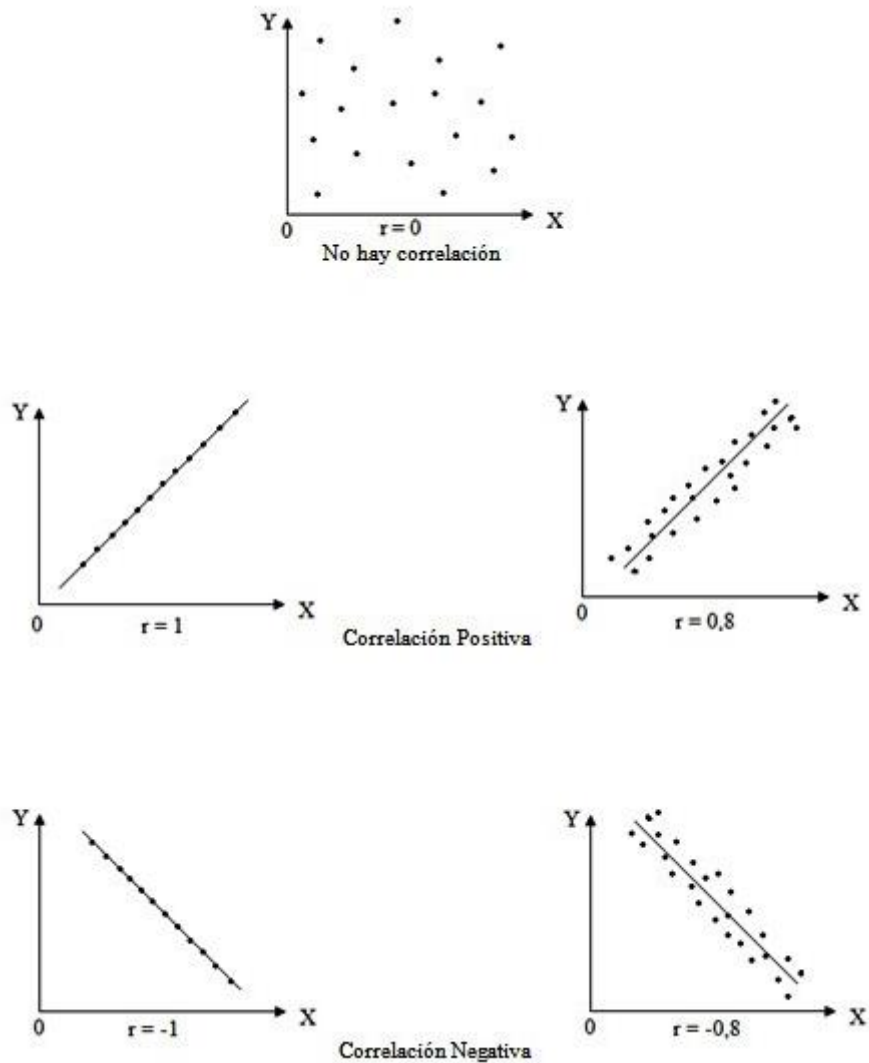 Y
0
r = 0
X
No hay correlación
Y
0
r = 1
X
Y
0
r = 0,8
X
Correlación Positiva
Y
0
r = -1
X
Y
0
r = -0,8
X
Correlación Negativa